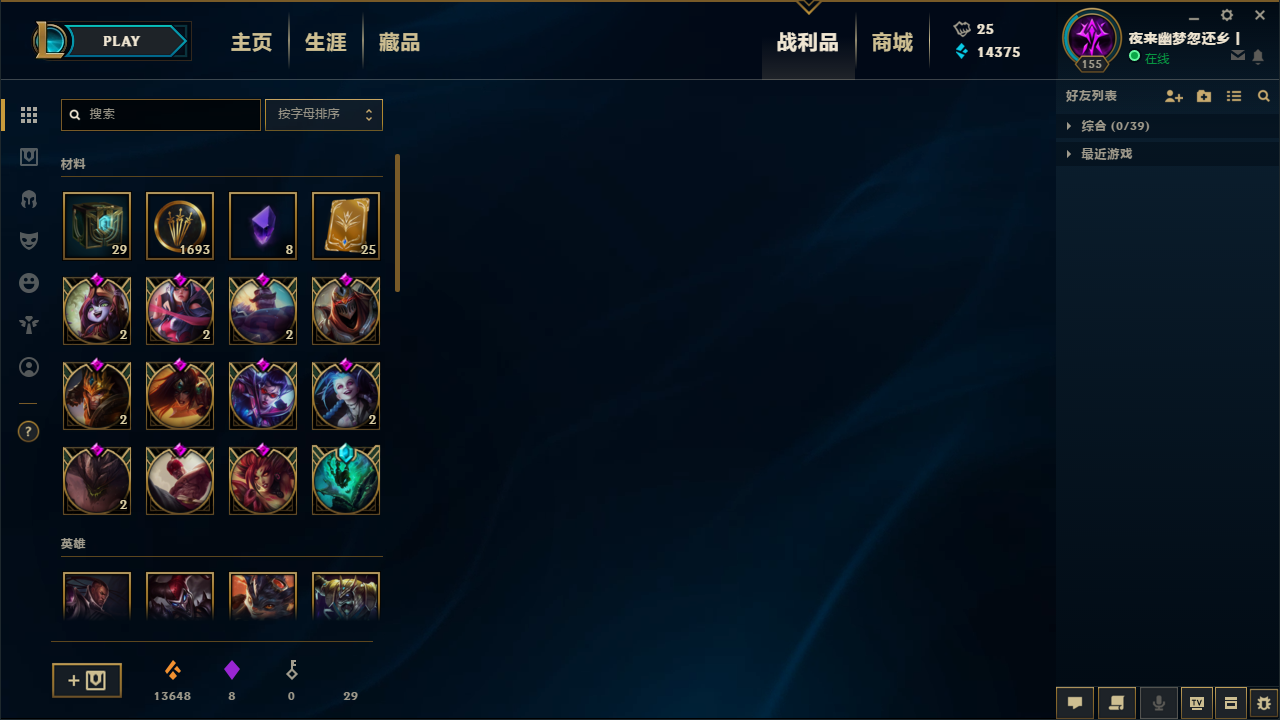 PLAY
主页
生涯
藏品
战利品
商城
25
14375
155
夜来幽梦忽还乡丨
在线
好友列表
综合 (0/39)
最近游戏
搜索
按字母排序
材料
29
1693
8
25
2
2
2
2
2
2
英雄
13648
8
0
29
TV